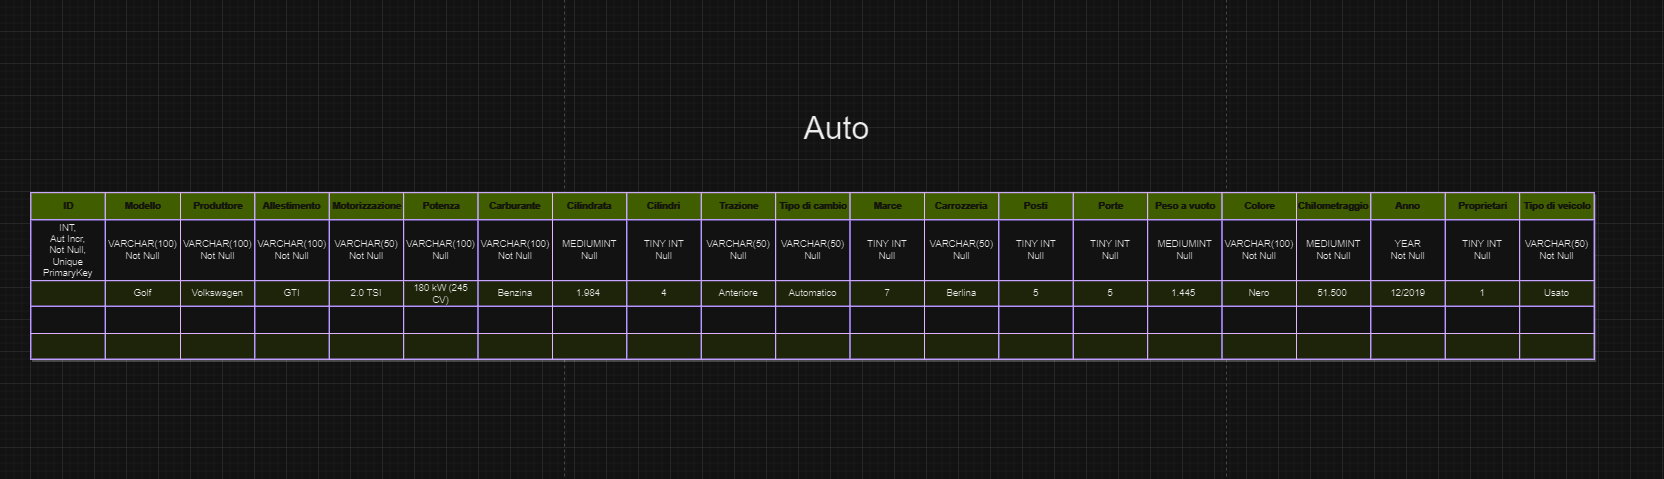 Auto
ID Modello Produttore Allestimento Motorizzazione Potenza Carburante Cilindrata Cilindri Trazione Tipo di cambio Marce Carrozzeria Posti Porte Peso a vuoto Colore Chilometraggio Anno Proprietari Tipo di veicolo
INT,
Aut Incr,
Not Null,
Unique
PrimaryKey
VARCHAR(100)
Not Null
VARCHAR(100)
Not Null
VARCHAR(100)
Not Null
VARCHAR(50)
Not Null
VARCHAR(100)
Null
VARCHAR(100)
Not Null
MEDIUMINT
Null
TINY INT
Null
VARCHAR(50)
Null
VARCHAR(50)
Null
TINY INT
Null
VARCHAR(50)
Null
TINY INT
Null
TINY INT
Null
MEDIUMINT
Null
VARCHAR(100)
Not Null
MEDIUMINT
Not Null
YEAR
Not Null
TINY INT
Null
VARCHAR(50)
Not Null
Golf
Volkswagen
GTI
2.0 TSI
180 kW (245
CV)
Benzina
1.984
4
Anteriore
Automatico
7
Berlina
5
5
1.445
Nero
51.500
12/2019
1
Usato